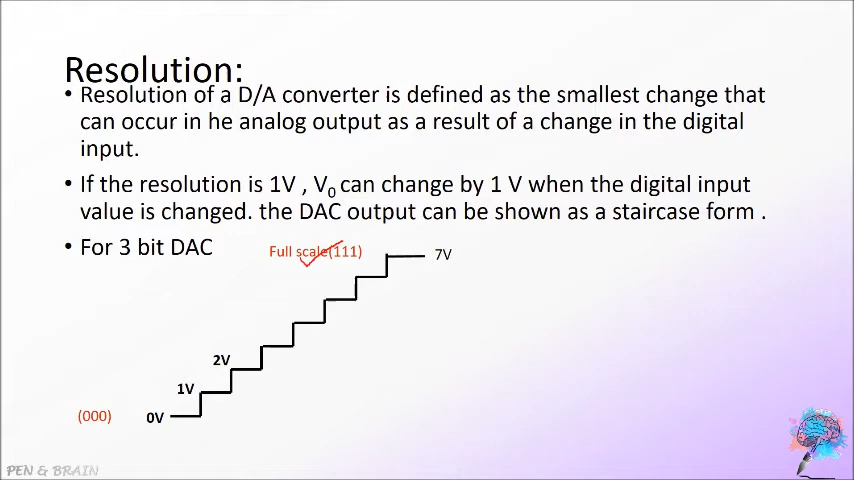 Resolution:
• Resolution of a D/A converter is defined as the smallest change that
can occur in he analog output as a result of a change in the digital
input.
• If the resolution is 1V , V₀ can change by 1 V when the digital input
value is changed. the DAC output can be shown as a staircase form .
• For 3 bit DAC
Full scale(111)
7V
2V
1V
(000)
0V
PEN & BRAIN